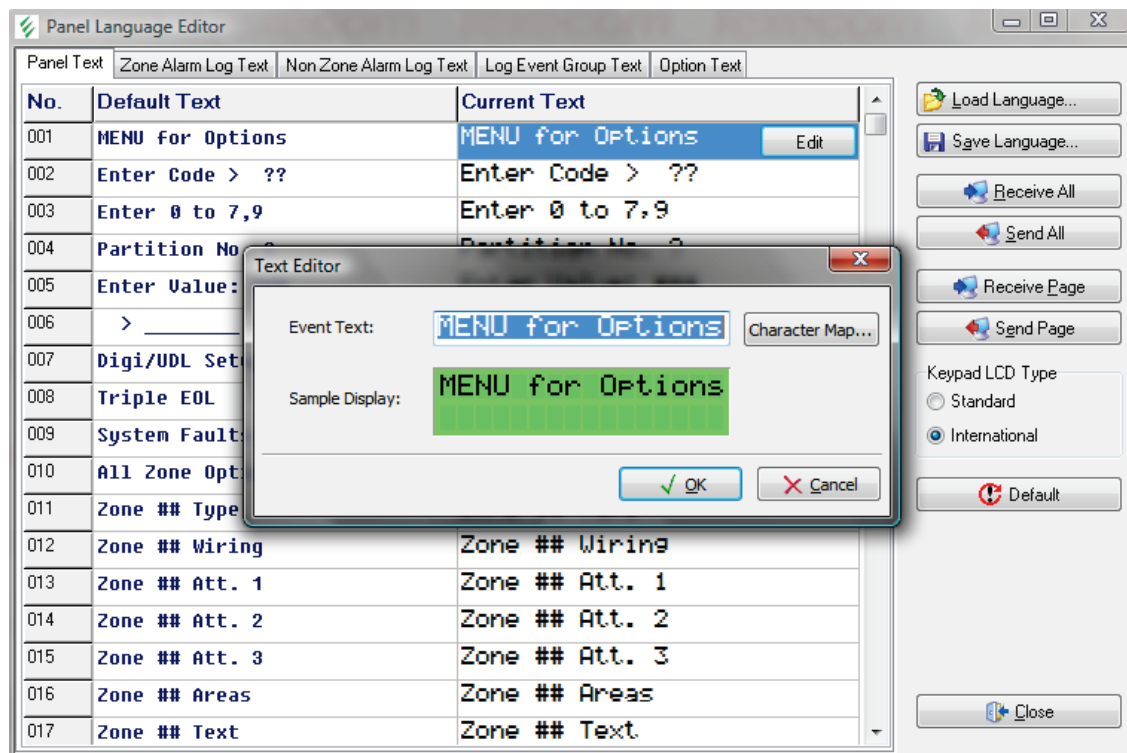 Panel Language Editor
Panel Text Zone Alarm Log Text Non Zone Alarm Log Text Log Event Group Text Option Text
No. Default Text Current Text
001 MENU for Options MENU for Options Edit
002 Enter Code > ?? Enter Code > ??
003 Enter 0 to 7,9 Enter 0 to 7,9
004 Partition No. ? Partition No. ?
005 Enter Value: Enter Value: ###
006 > ________
007 Digi/UDL Set
008 Triple EOL
009 System Fault
010 All Zone Opt
011 Zone ## Type
012 Zone ## Wiring Zone ## Wiring
013 Zone ## Att. 1 Zone ## Att. 1
014 Zone ## Att. 2 Zone ## Att. 2
015 Zone ## Att. 3 Zone ## Att. 3
016 Zone ## Areas Zone ## Areas
017 Zone ## Text Zone ## Text
Text Editor
Event Text: MENU for Options Character Map...
Sample Display: MENU for Options
OK Cancel
Load Language...
Save Language...
Receive All
Send All
Receive Page
Send Page
Keypad LCD Type
Standard
International
Default
Close